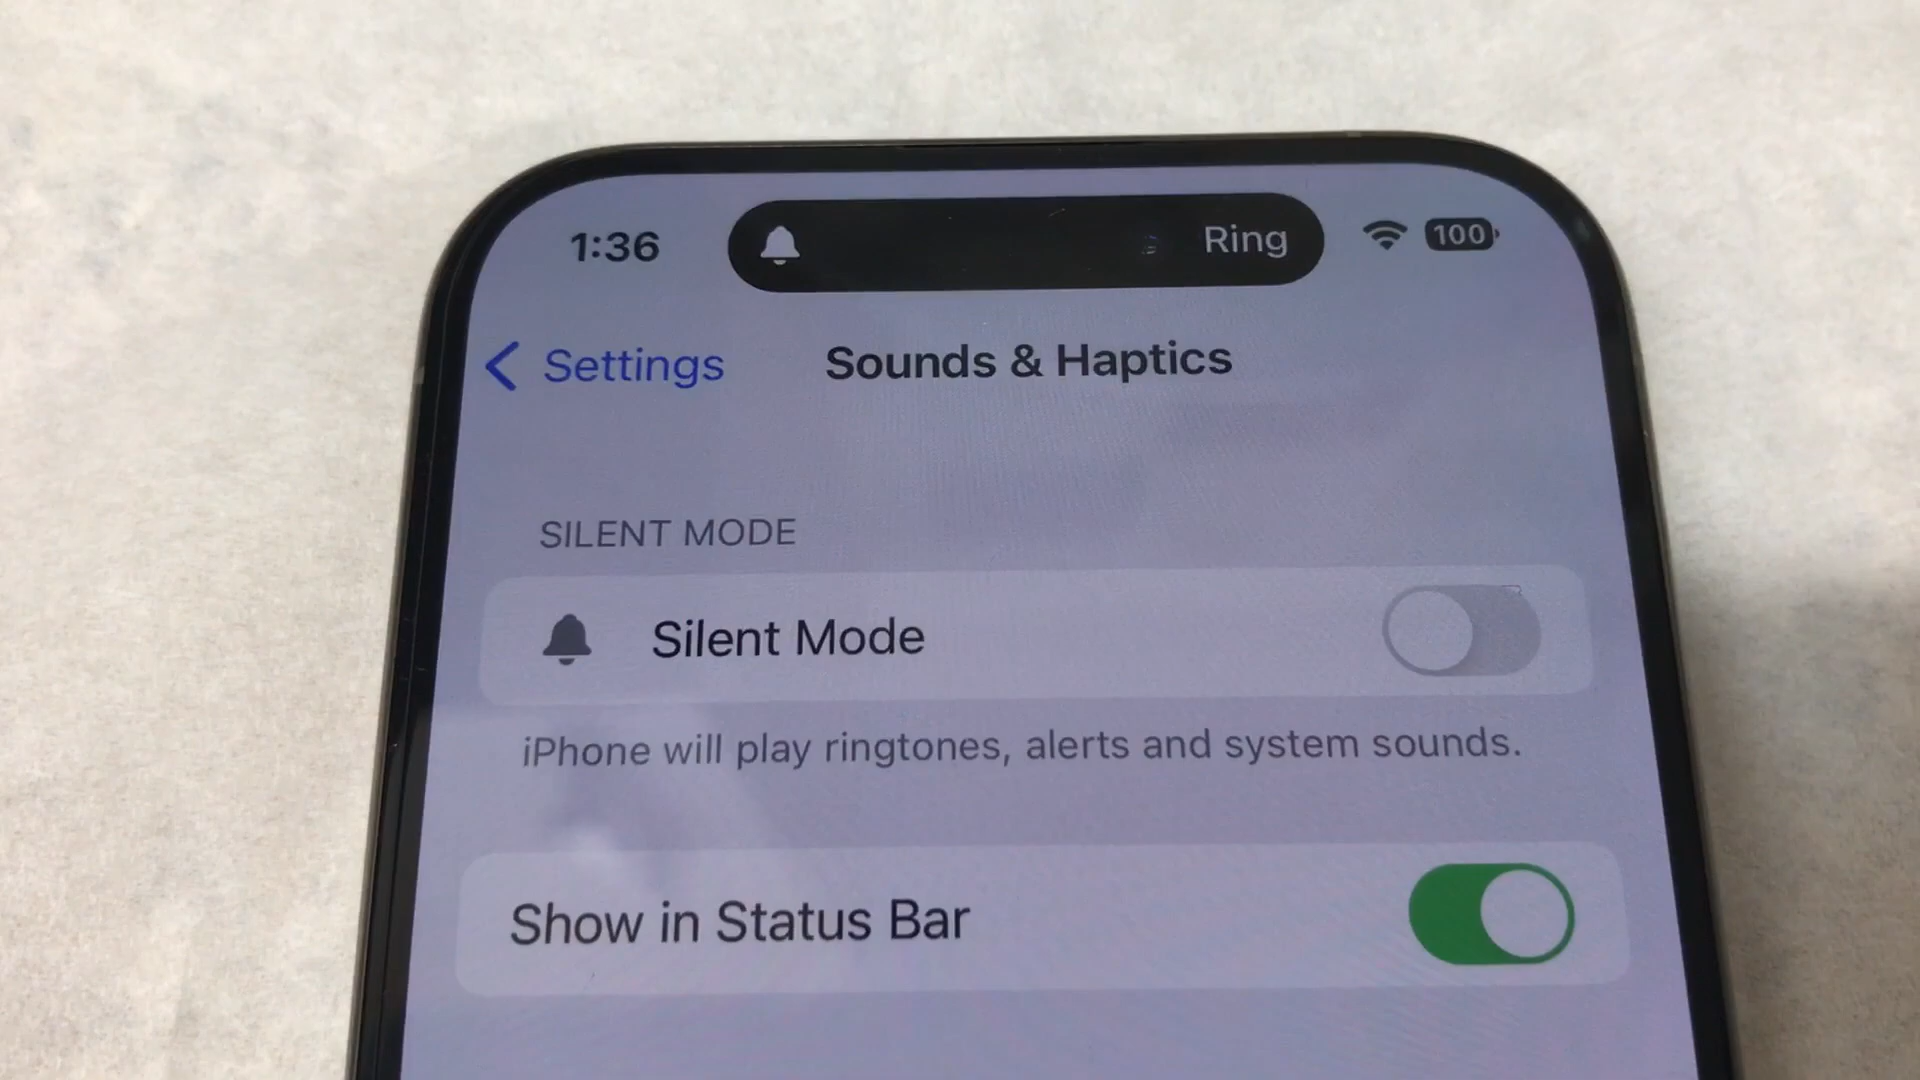 1:36
Ring
100
Settings
Sounds & Haptics
SILENT MODE
Silent Mode
iPhone will play ringtones, alerts and system sounds.
Show in Status Bar